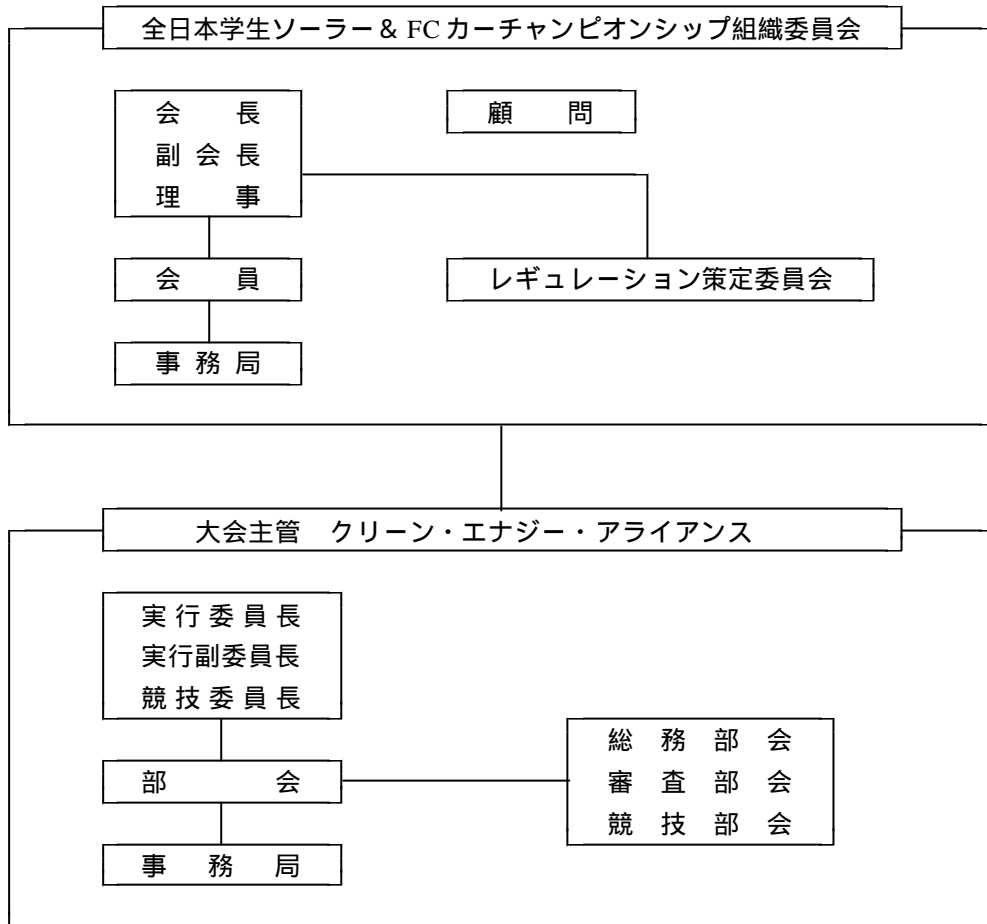 全日本学生ソーラー＆FCカーチャンピオンシップ組織委員会
会長
顧問
副会長
理事
会員
レギュレーション策定委員会
事務局
大会主管　クリーン・エナジー・アライアンス
実行委員長
実行副委員長
競技委員長
総務部会
部会
審査部会
競技部会
事務局